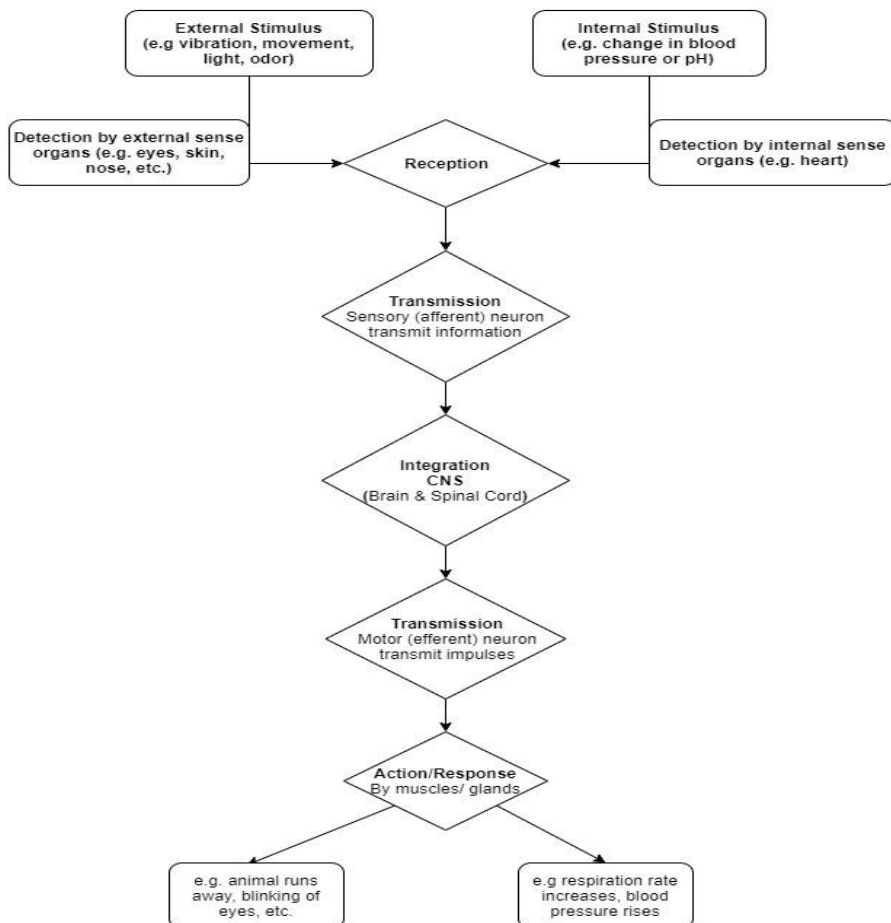 External Stimulus
(e.g vibration, movement,
light, odor)
Internal Stimulus
(e.g. change in blood
pressure or pH)
Detection by external sense
organs (e.g. eyes, skin,
nose, etc.)
Reception
Detection by internal sense
organs (e.g. heart)
Transmission
Sensory (afferent) neuron
transmit information
Integration
CNS
(Brain & Spinal Cord)
Transmission
Motor (efferent) neuron
transmit impulses
Action/Response
By muscles/ glands
e.g. animal runs
away, blinking of
eyes, etc.
e.g respiration rate
increases, blood
pressure rises